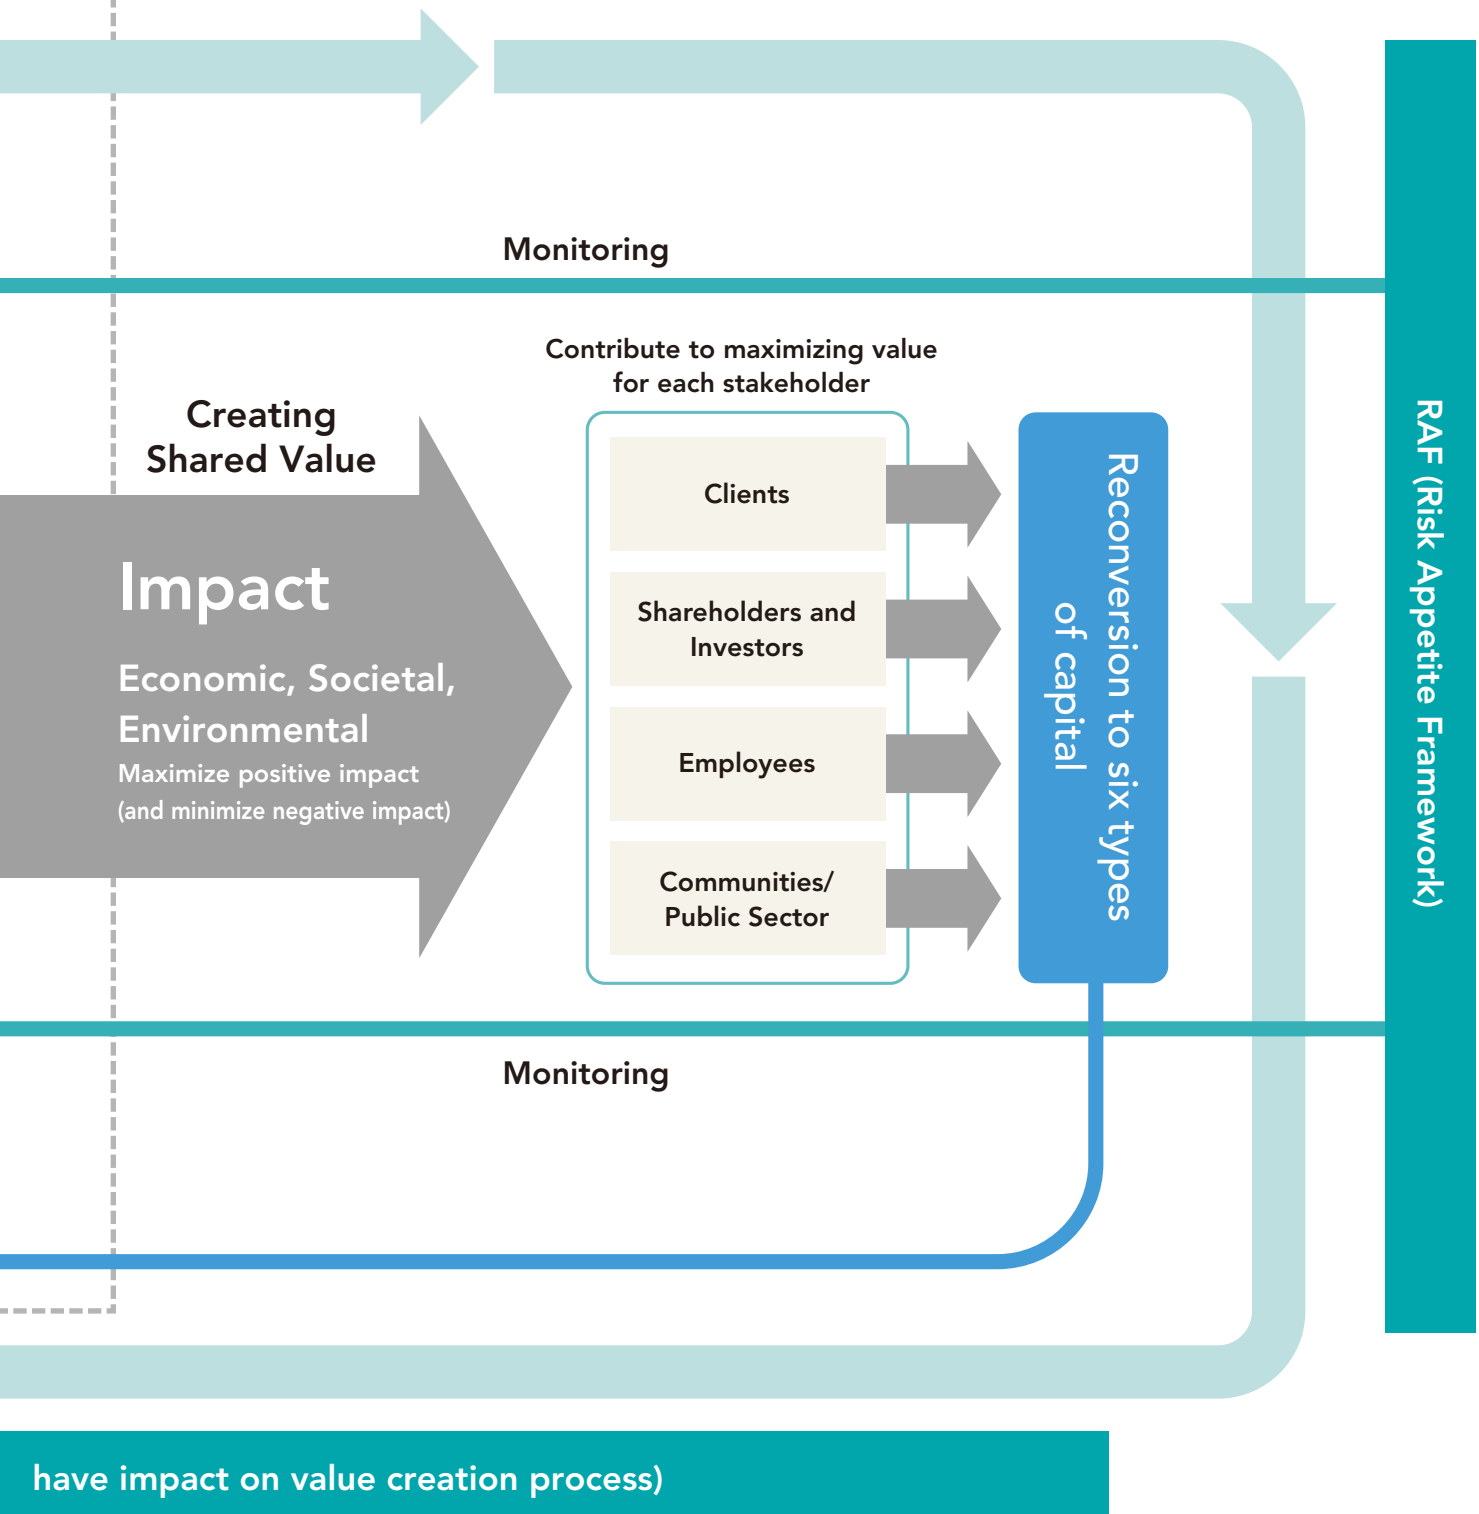 Monitoring
Contribute to maximizing value
for each stakeholder
Creating
Shared Value
Impact
Economic, Societal,
Environmental
Maximize positive impact
(and minimize negative impact)
Clients
Shareholders and
Investors
Employees
Communities/
Public Sector
Reconversion to six types
of capital
RAF (Risk Appetite Framework)
Monitoring
have impact on value creation process)